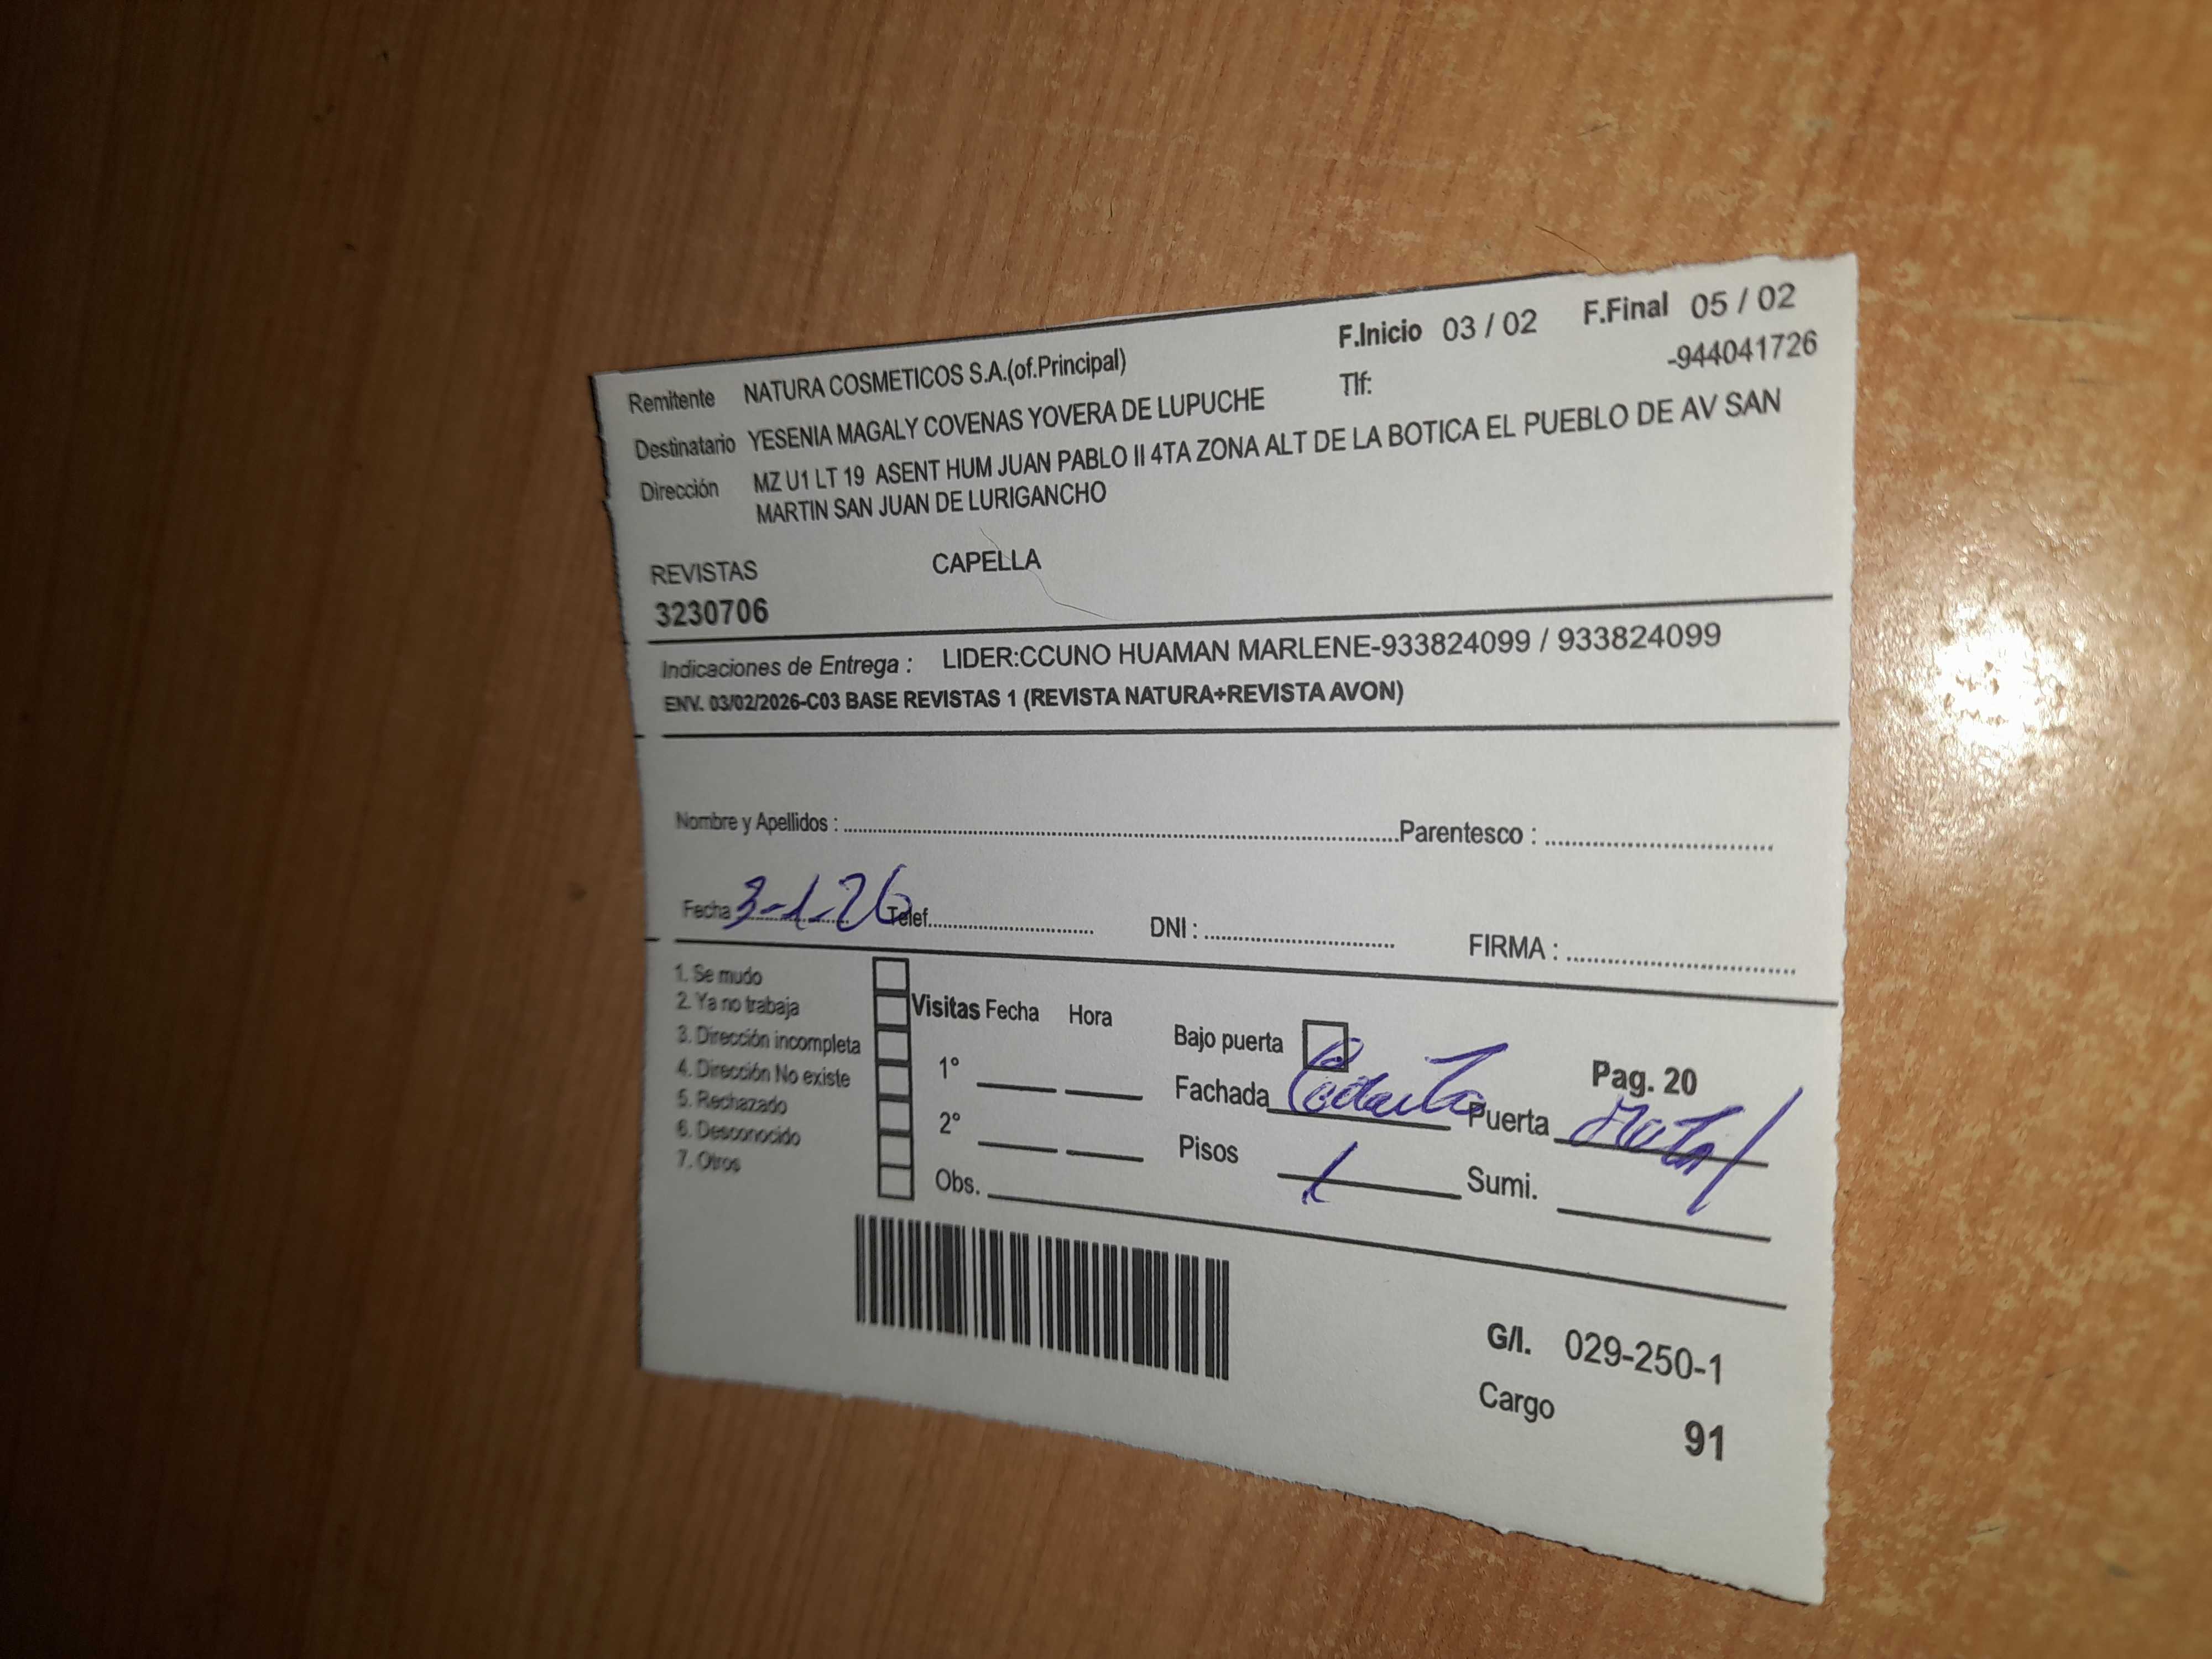 F.Inicio 03 / 02 F.Final 05 / 02
Remitente NATURA COSMETICOS S.A.(of.Principal)
Tlf: -944041726
Destinatario YESENIA MAGALY COVENAS YOVERA DE LUPUCHE
Dirección MZ U1 LT 19 ASENT HUM JUAN PABLO II 4TA ZONA ALT DE LA BOTICA EL PUEBLO DE AV SAN
MARTIN SAN JUAN DE LURIGANCHO
REVISTAS CAPELLA
3230706
Indicaciones de Entrega : LIDER:CCUNO HUAMAN MARLENE-933824099 / 933824099
ENV. 03/02/2026-C03 BASE REVISTAS 1 (REVISTA NATURA+REVISTA AVON)
Nombre y Apellidos : Parentesco :
Fecha 3-1-26 Telef. DNI : FIRMA :
1. Se mudo
2. Ya no trabaja
3. Dirección incompleta
4. Dirección No existe
5. Rechazado
6. Desconocido
7. Otros
Visitas Fecha Hora
1°
2°
Obs.
Bajo puerta
Pag. 20
Fachada Puerta
Pisos 1 Sumi.
G/I. 029-250-1
Cargo 91